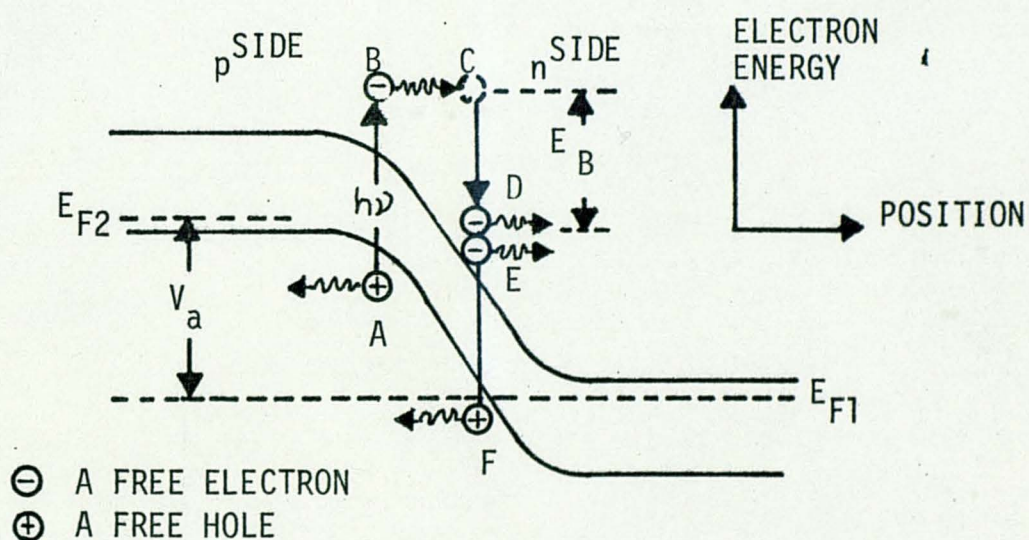 p SIDE
B
C
n SIDE
ELECTRON
ENERGY
E B
D
hν
E F2
POSITION
E
V a
A
E F1
F
⊖ A FREE ELECTRON
⊕ A FREE HOLE